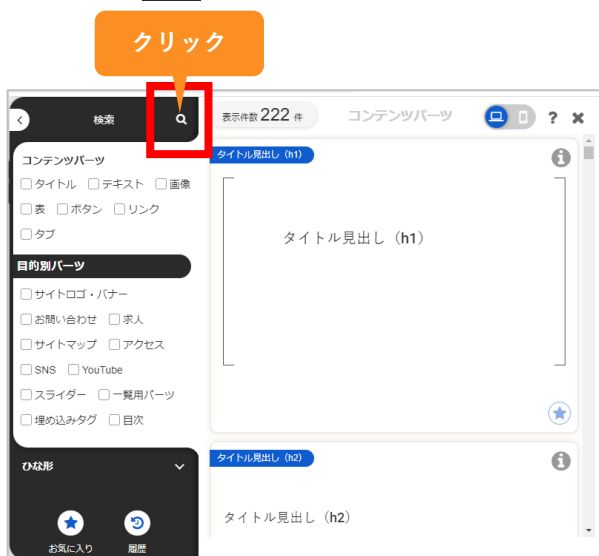 クリック
検索
表示件数 222 件
コンテンツパーツ
?
コンテンツパーツ
タイトル テキスト 画像
表 ボタン リンク
タブ
目的別パーツ
サイトロゴ・バナー
お問い合わせ 求人
サイトマップ アクセス
SNS YouTube
スライダー 一覧用パーツ
埋め込みタグ 目次
ひな形
お気に入り 履歴
タイトル見出し（h1）
タイトル見出し（h1）
タイトル見出し（h2）
タイトル見出し（h2）